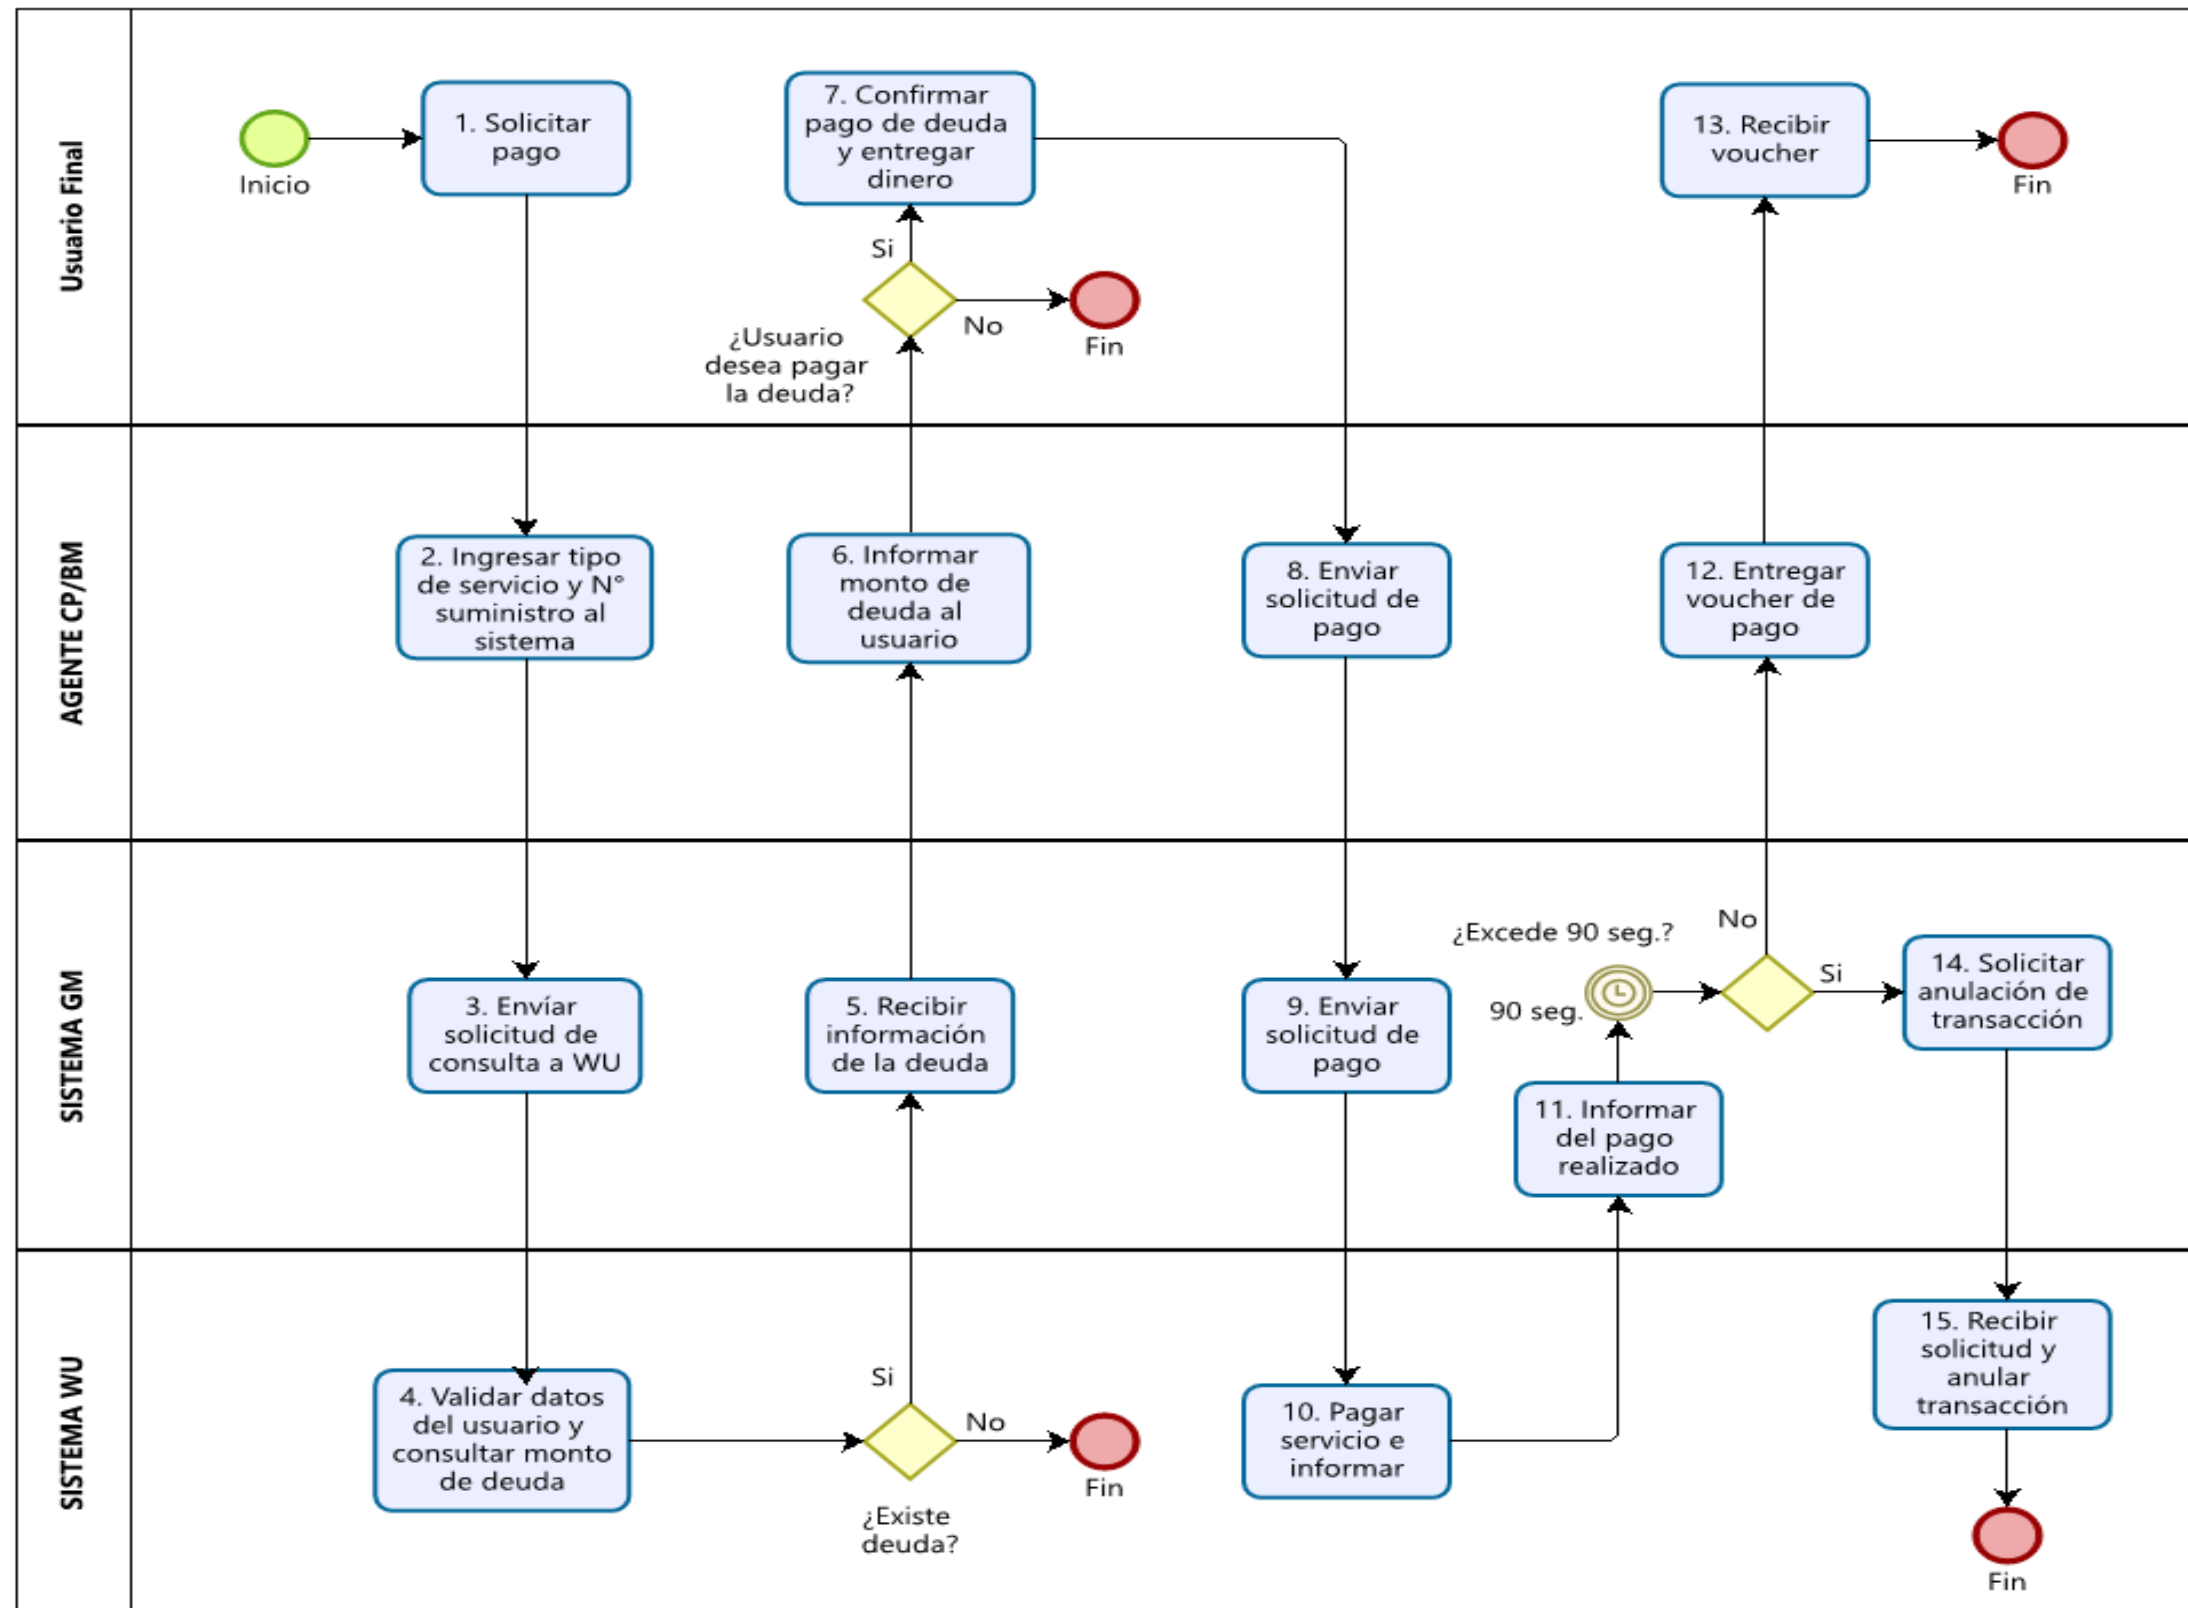 Usuario Final
Inicio
1. Solicitar
pago
7. Confirmar
pago de deuda
y entregar
dinero
Si
No
¿Usuario
desea pagar
la deuda?
Fin
13. Recibir
voucher
Fin
AGENTE CP/BM
2. Ingresar tipo
de servicio y N°
suministro al
sistema
6. Informar
monto de
deuda al
usuario
8. Enviar
solicitud de
pago
12. Entregar
voucher de
pago
SISTEMA GM
3. Envíar
solicitud de
consulta a WU
5. Recibir
información
de la deuda
9. Enviar
solicitud de
pago
¿Excede 90 seg.?
90 seg.
No
Si
11. Informar
del pago
realizado
14. Solicitar
anulación de
transacción
SISTEMA WU
4. Validar datos
del usuario y
consultar monto
de deuda
Si
No
¿Existe
deuda?
Fin
10. Pagar
servicio e
informar
15. Recibir
solicitud y
anular
transacción
Fin